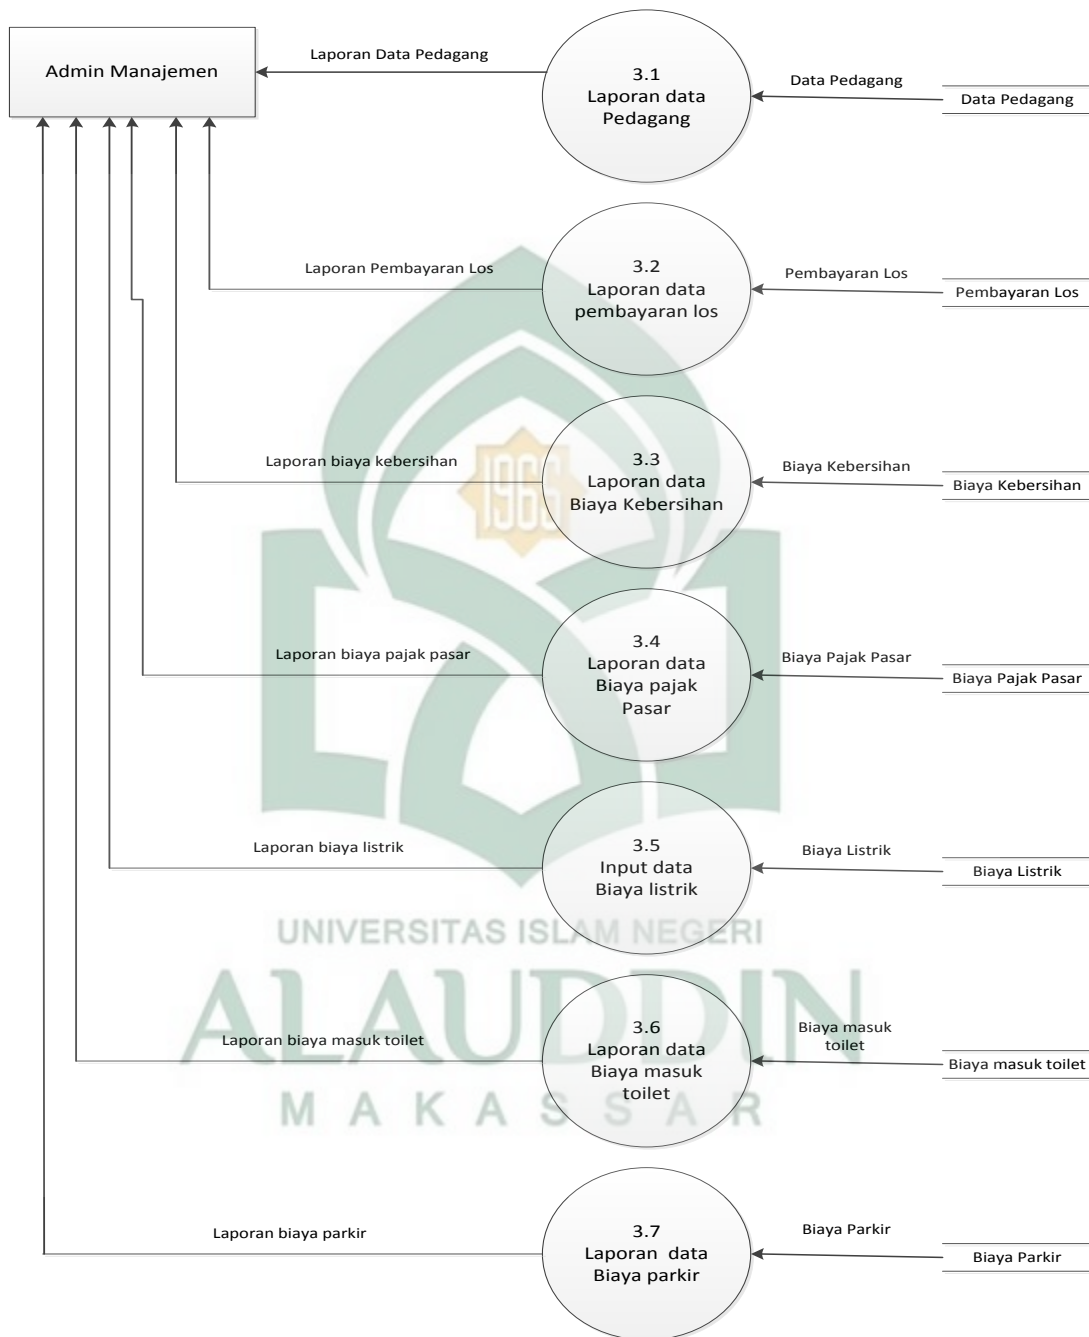 Admin Manajemen
Laporan Data Pedagang
3.1
Laporan data
Pedagang
Data Pedagang
Data Pedagang
Laporan Pembayaran Los
3.2
Laporan data
pembayaran los
Pembayaran Los
Pembayaran Los
Laporan biaya kebersihan
1965
3.3
Laporan data
Biaya Kebersihan
Biaya Kebersihan
Biaya Kebersihan
Laporan biaya pajak pasar
3.4
Laporan data
Biaya pajak
Pasar
Biaya Pajak Pasar
Biaya Pajak Pasar
Laporan biaya listrik
3.5
Input data
Biaya listrik
Biaya Listrik
Biaya Listrik
UNIVERSITAS ISLAM NEGERI
ALAUDDIN
MAKASSAR
Laporan biaya masuk toilet
3.6
Laporan data
Biaya masuk
toilet
Biaya masuk
toilet
Biaya masuk toilet
Laporan biaya parkir
3.7
Laporan  data
Biaya parkir
Biaya Parkir
Biaya Parkir